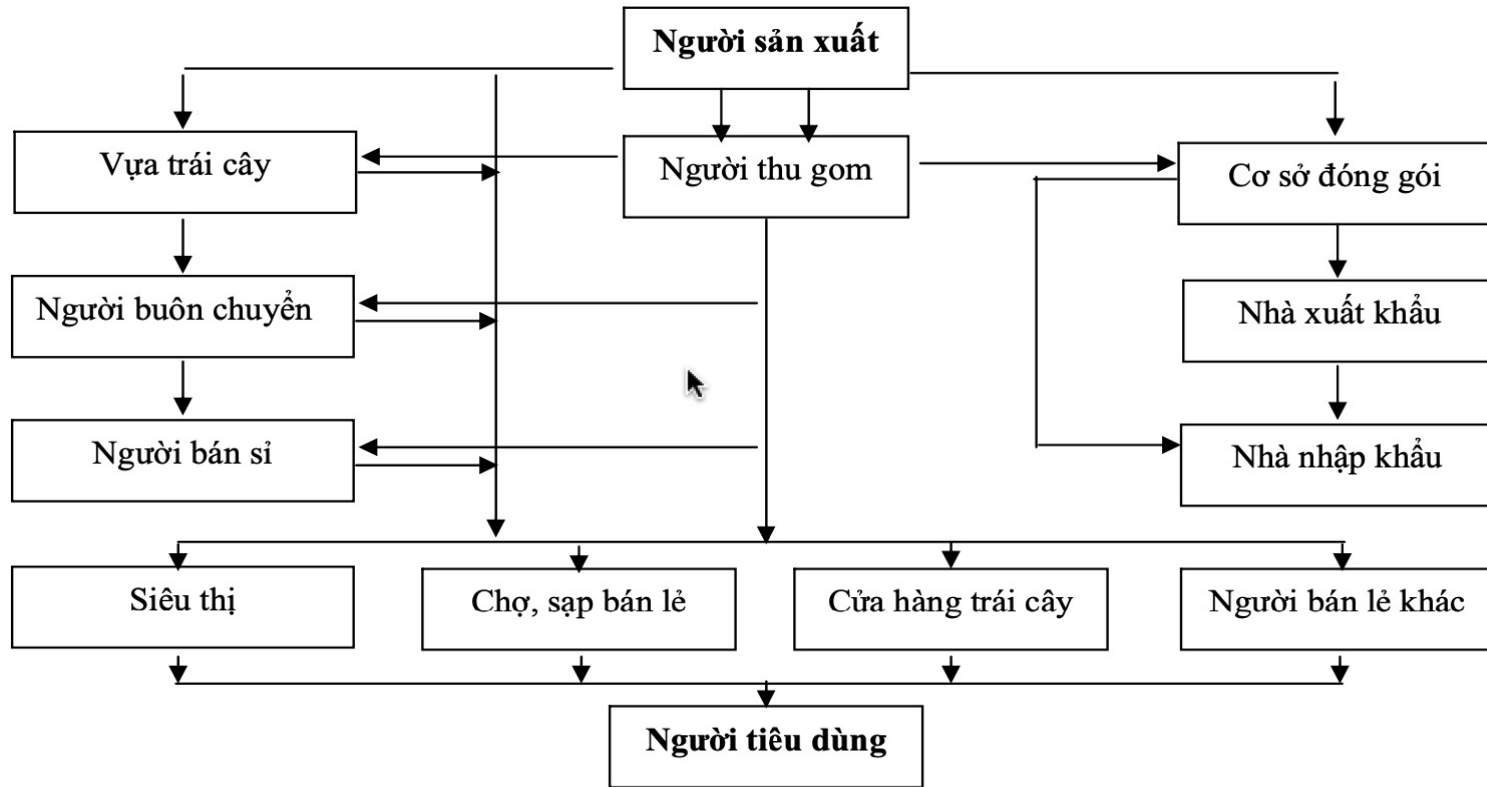 Người sản xuất
Vựa trái cây
Người thu gom
Cơ sở đóng gói
Người buôn chuyển
Nhà xuất khẩu
Người bán sỉ
Nhà nhập khẩu
Siêu thị
Chợ, sạp bán lẻ
Cửa hàng trái cây
Người bán lẻ khác
Người tiêu dùng